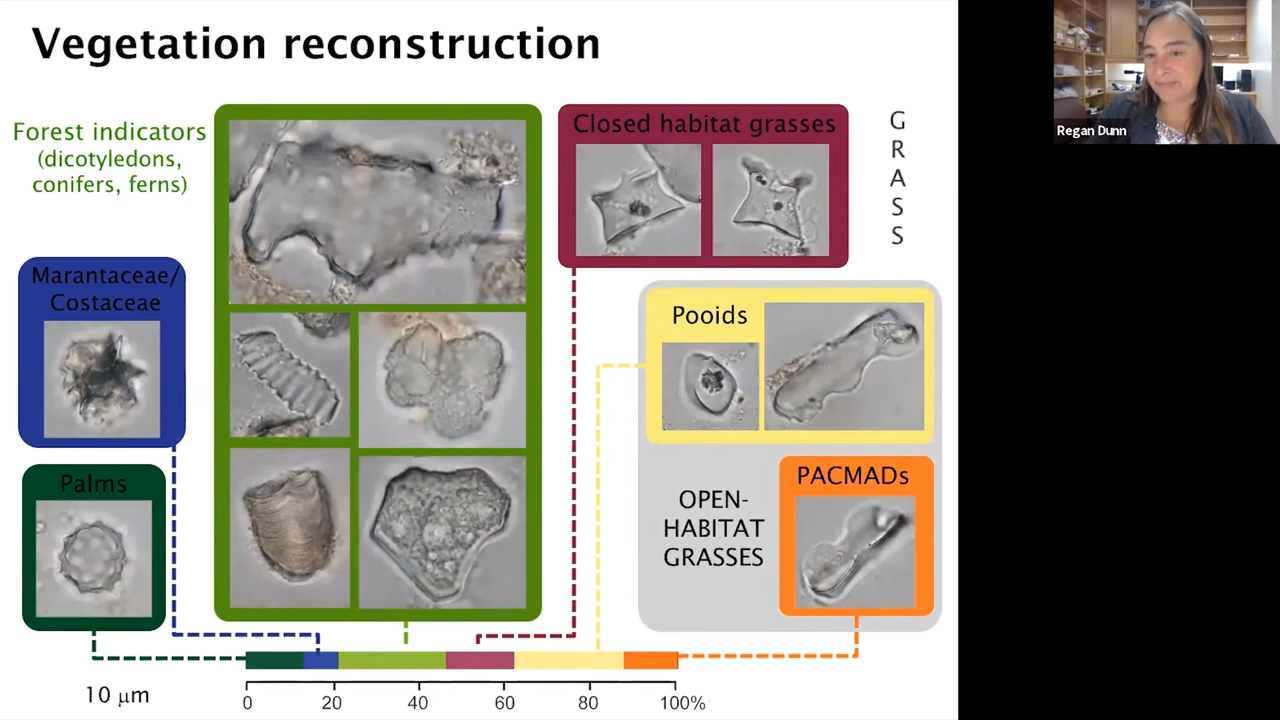 Vegetation reconstruction
Regan Dunn
Forest indicators
(dicotyledons,
conifers, ferns)
Closed habitat grasses
G
R
A
S
S
Marantaceae/
Costaceae
Pooids
Palms
PACMADs
OPEN-
HABITAT
GRASSES
10 μm
0 20 40 60 80 100%